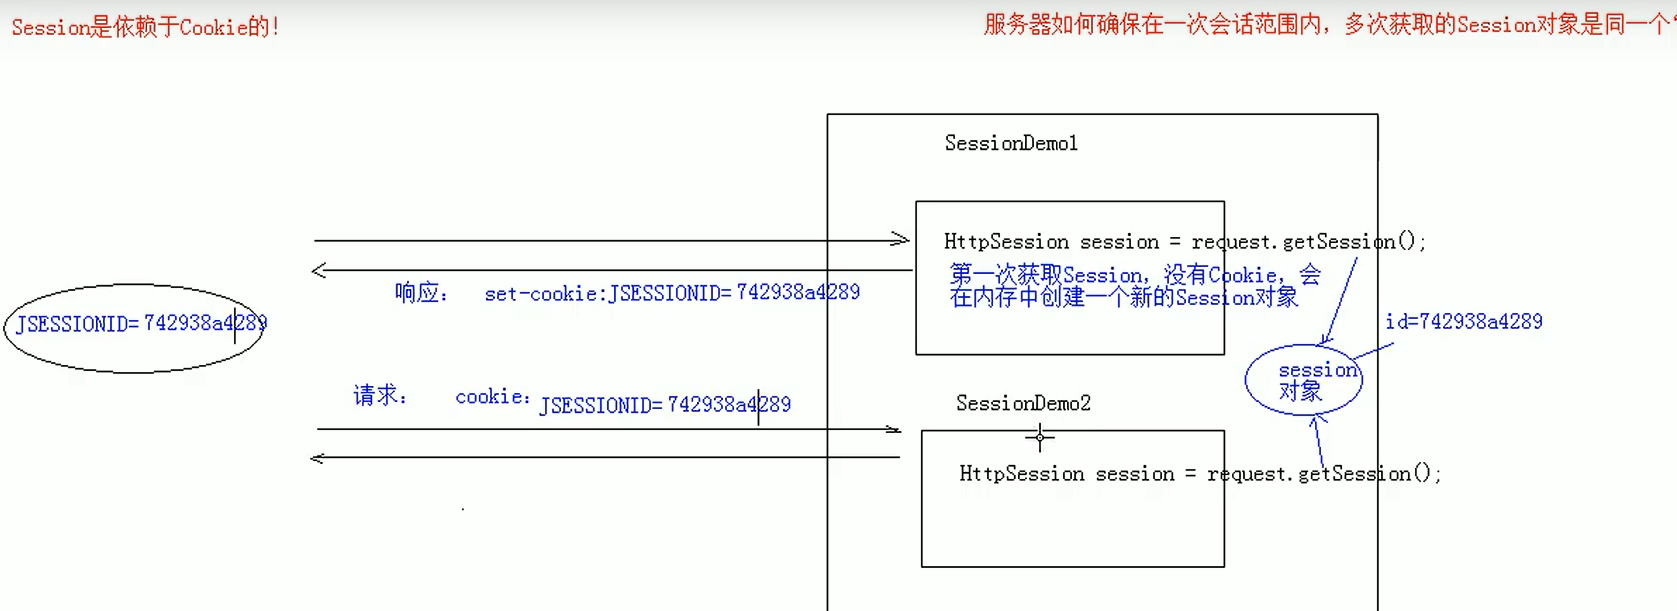 Session是依赖于Cookie的！
服务器如何确保在一次会话范围内，多次获取的Session对象是同一个
SessionDemo1
HttpSession session = request.getSession();
第一次获取Session，没有Cookie，会
在内存中创建一个新的Session对象
响应： set-cookie:JSESSIONID=742938a4289
JSESSIONID=742938a4289
id=742938a4289
session
对象
请求： cookie：JSESSIONID=742938a4289
SessionDemo2
HttpSession session = request.getSession();